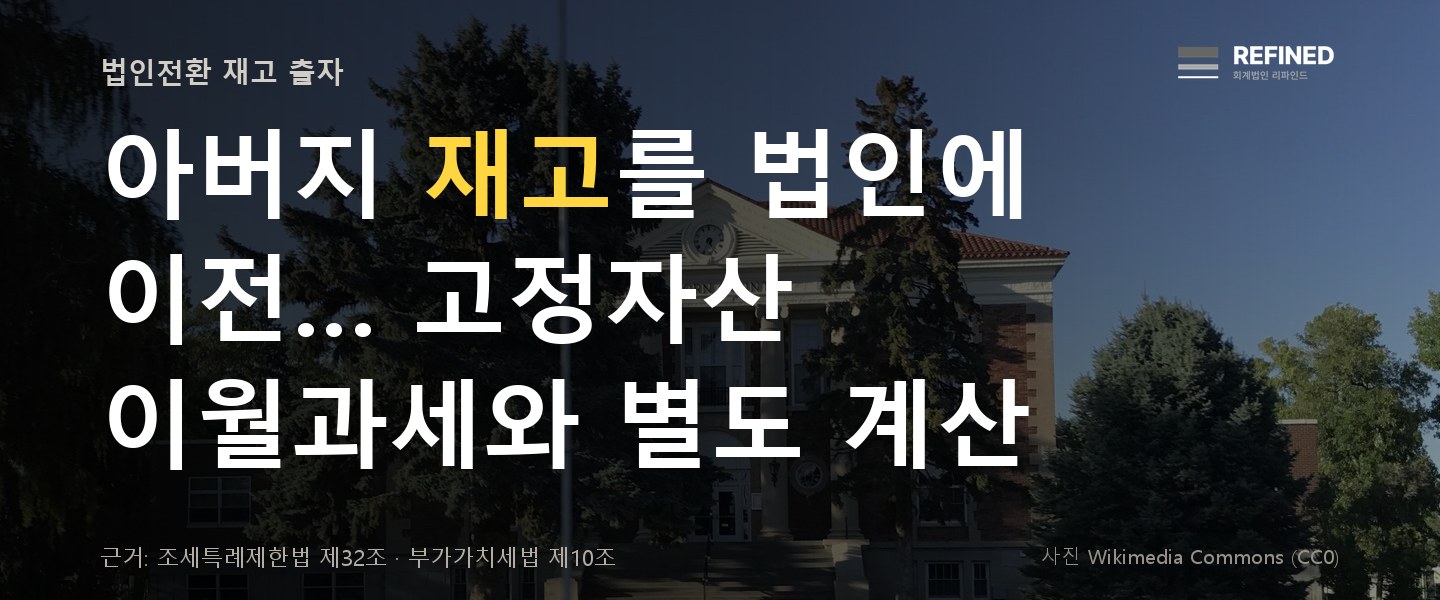 법인전환 재고 출자
REFINED
회계법인 리파인드
아버지 재고를 법인에
이전... 고정자산
이월과세와 별도 계산
근거: 조세특례제한법 제32조 · 부가가치세법 제10조
사진 Wikimedia Commons (CC0)